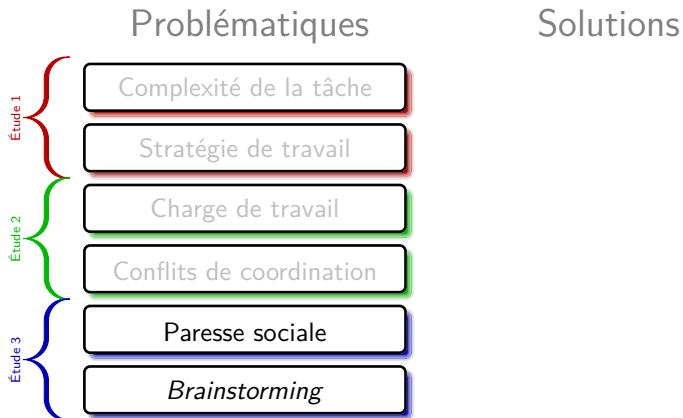 Problématiques Solutions
Étude 1
Complexité de la tâche
Stratégie de travail
Étude 2
Charge de travail
Conflits de coordination
Étude 3
Paresse sociale
Brainstorming